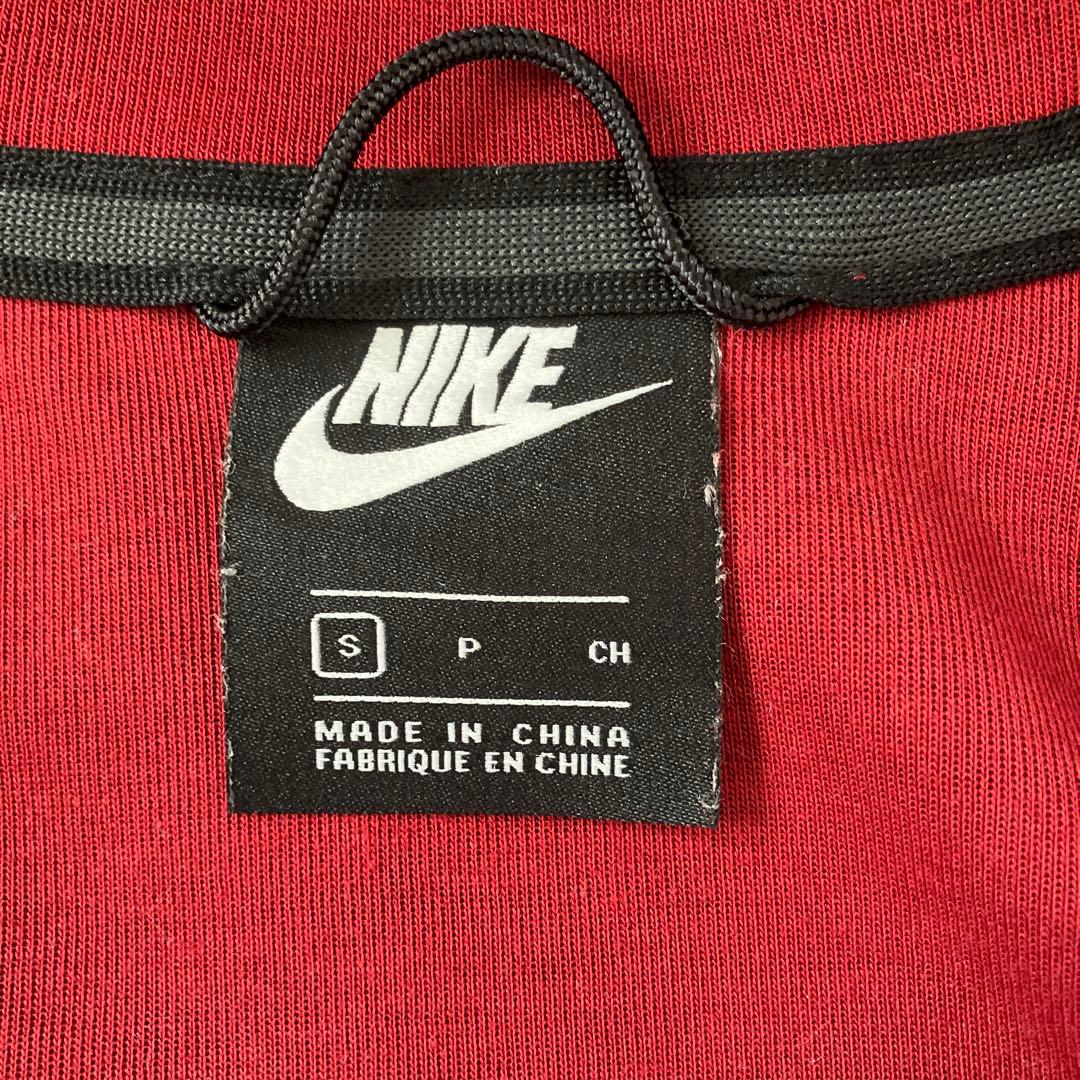 NIKE
S P CH
MADE IN CHINA
FABRIQUE EN CHINE